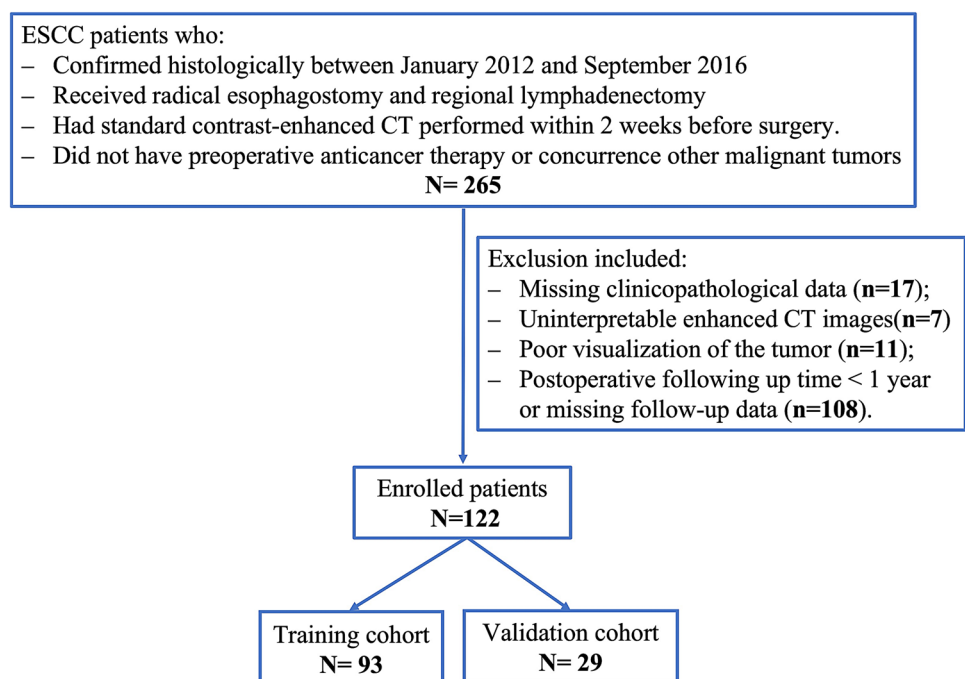 ESCC patients who:
– Confirmed histologically between January 2012 and September 2016
– Received radical esophagostomy and regional lymphadenectomy
– Had standard contrast-enhanced CT performed within 2 weeks before surgery.
– Did not have preoperative anticancer therapy or concurrence other malignant tumors
N= 265
Exclusion included:
– Missing clinicopathological data (n=17);
– Uninterpretable enhanced CT images(n=7)
– Poor visualization of the tumor (n=11);
– Postoperative following up time < 1 year
or missing follow-up data (n=108).
Enrolled patients
N=122
Training cohort
N= 93
Validation cohort
N= 29